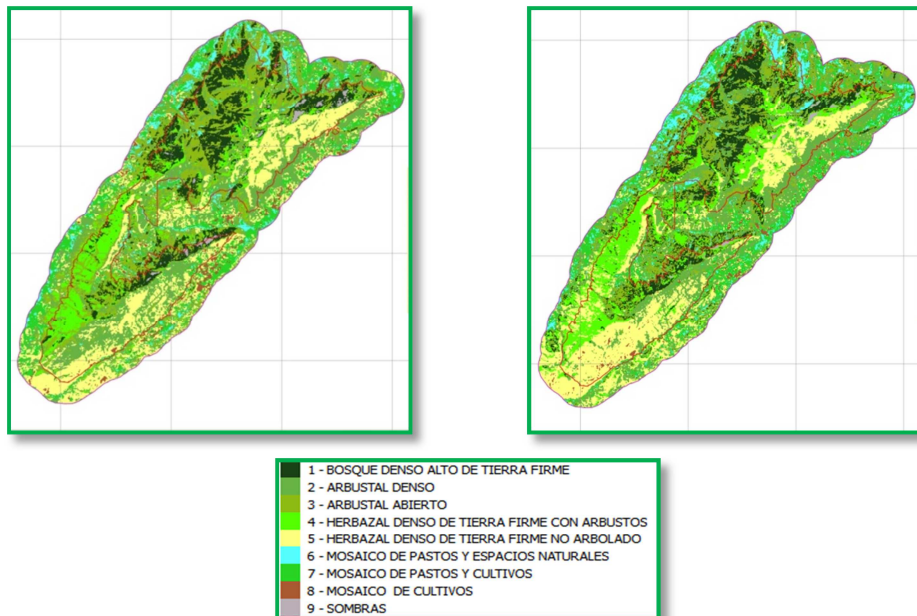 1 - BOSQUE DENSO ALTO DE TIERRA FIRME
2 - ARBUSTAL DENSO
3 - ARBUSTAL ABIERTO
4 - HERBAZAL DENSO DE TIERRA FIRME CON ARBUSTOS
5 - HERBAZAL DENSO DE TIERRA FIRME NO ARBOLADO
6 - MOSAICO DE PASTOS Y ESPACIOS NATURALES
7 - MOSAICO DE PASTOS Y CULTIVOS
8 - MOSAICO DE CULTIVOS
9 - SOMBRAS